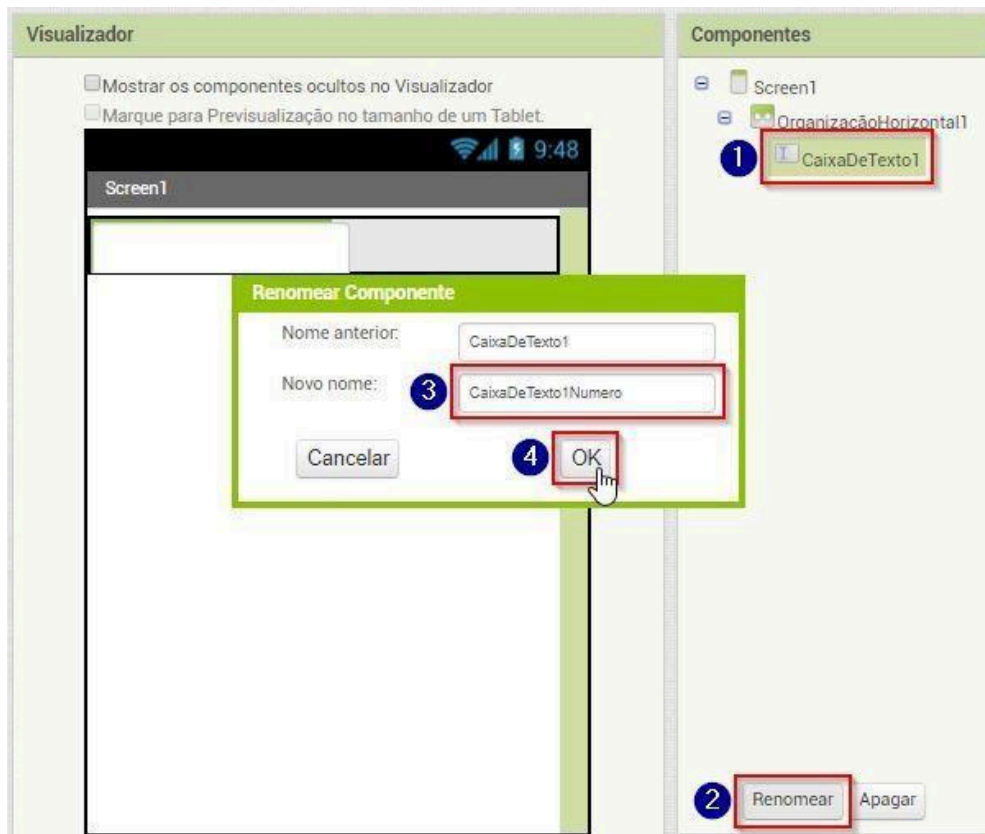 Visualizador
Mostrar os componentes ocultos no Visualizador
Marque para Previsualização no tamanho de um Tablet.
9:48
Screen1
Renomear Componente
Nome anterior:
CaixaDeTexto1
Novo nome:
3
CaixaDeTexto1Numero
Cancelar
4
OK
Componentes
Screen1
OrganizaçãoHorizontal1
1
CaixaDeTexto1
2
Renomear
Apagar